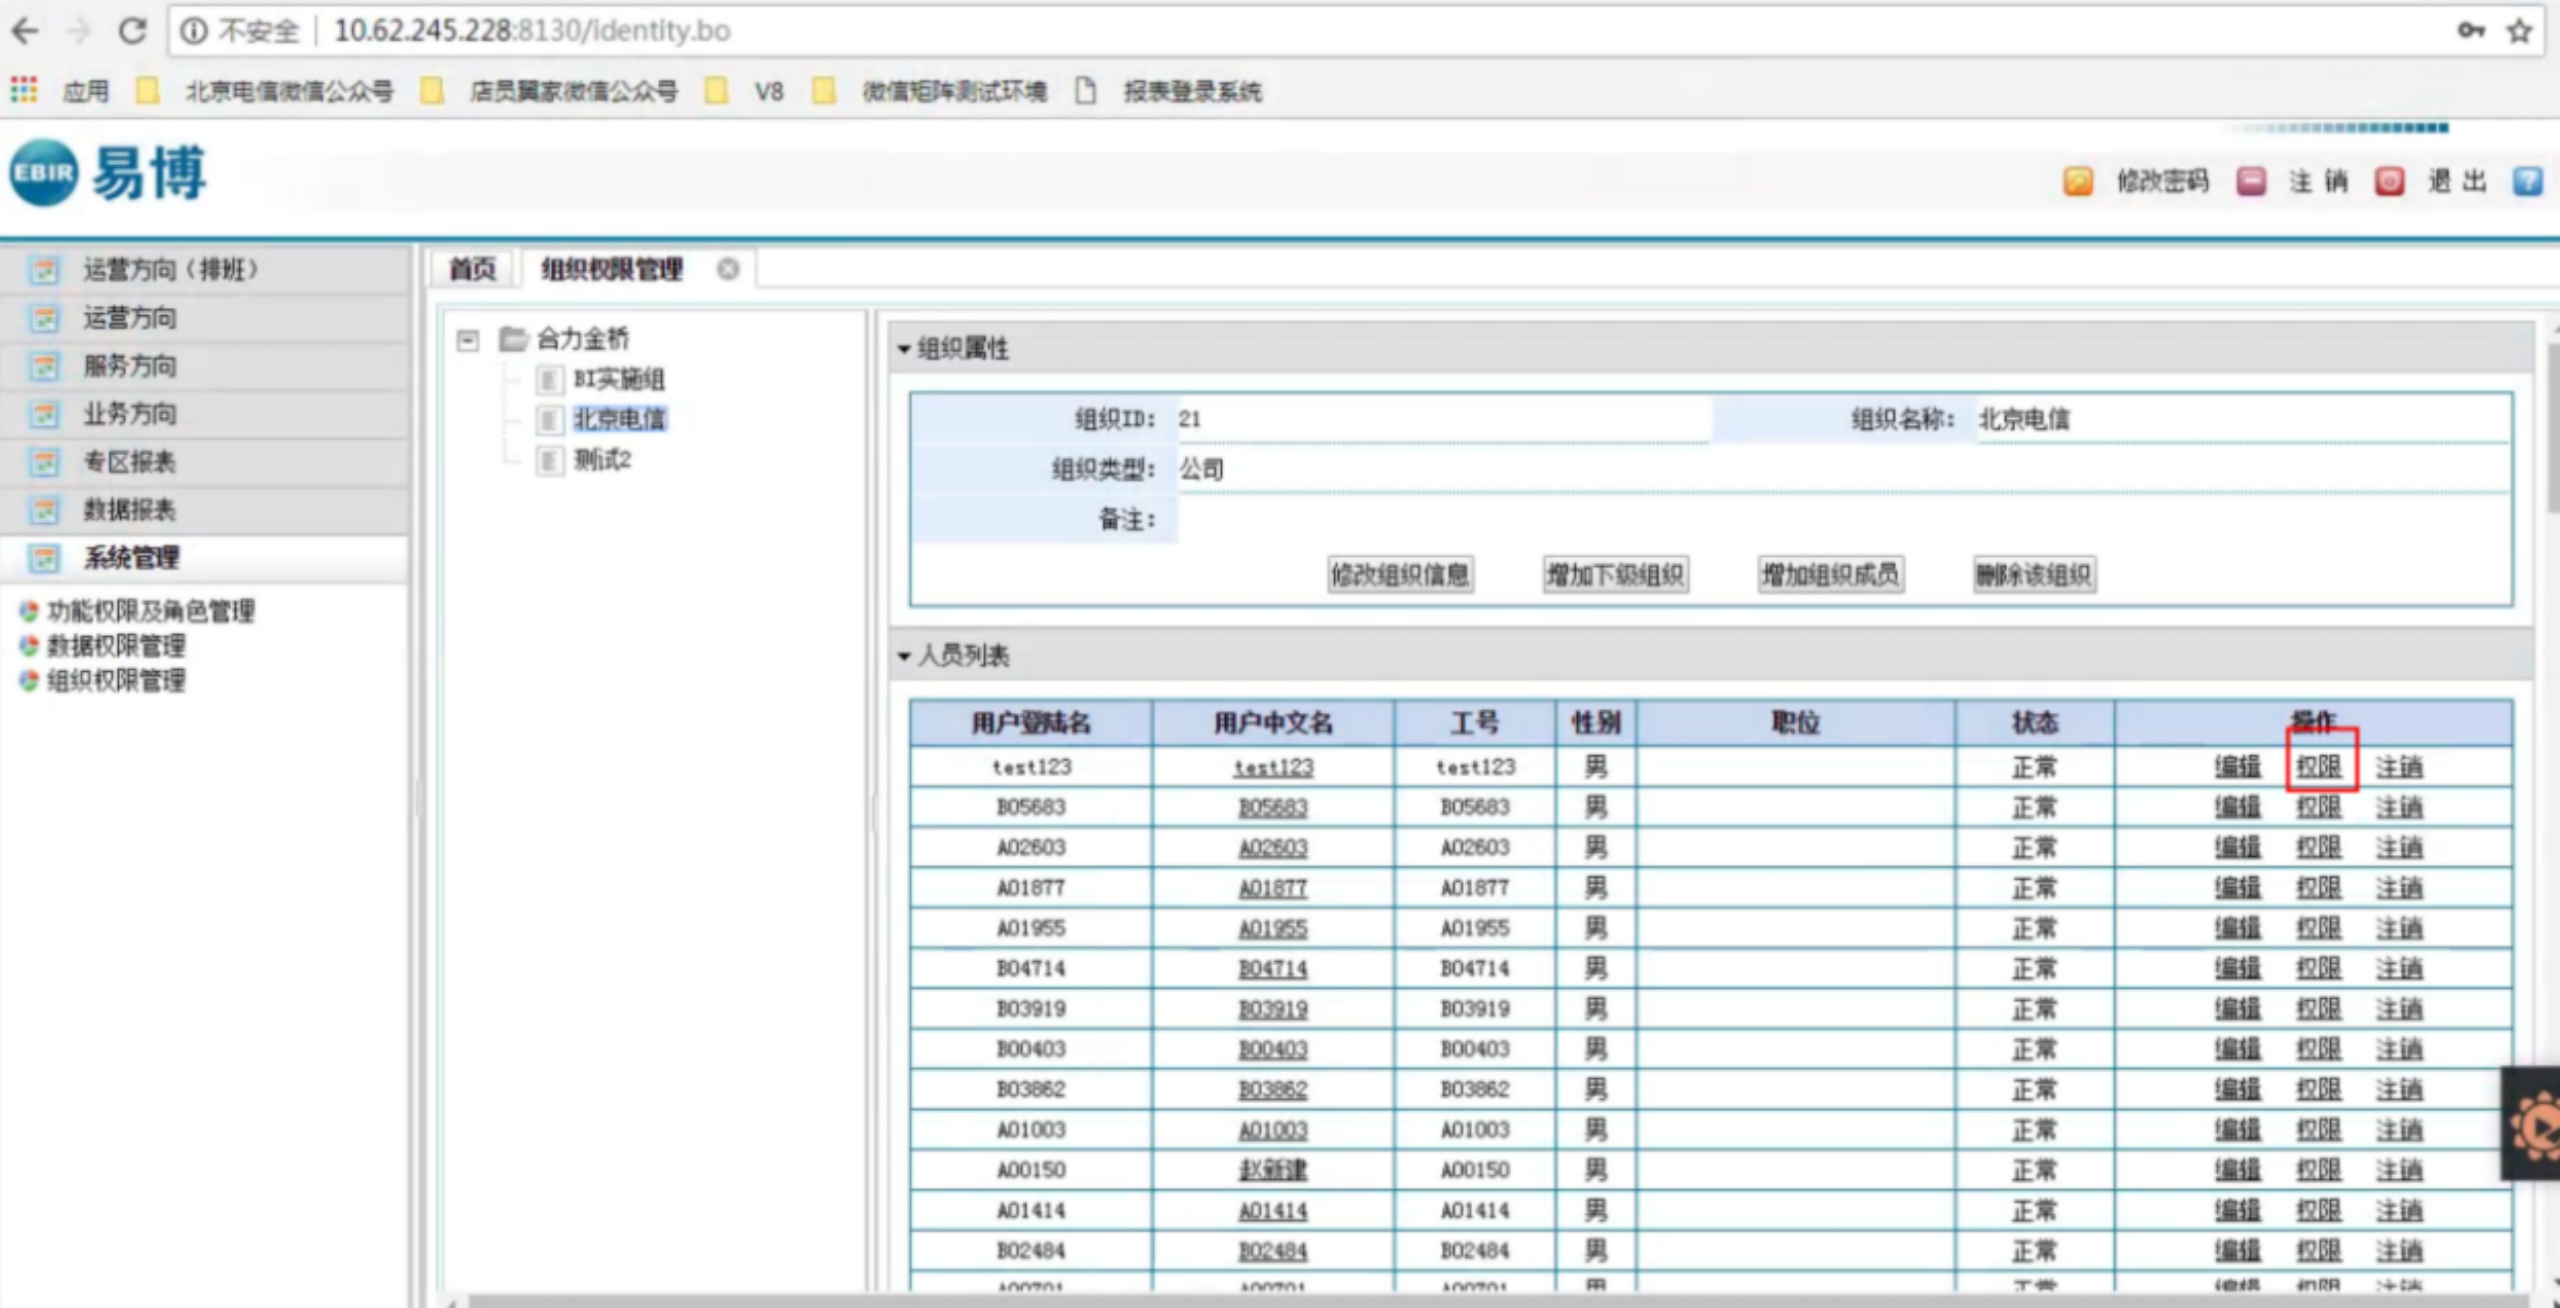 不安全 | 10.62.245.228:8130/identity.bo
应用 北京电信微信公众号 店员翼家微信公众号 V8 微信矩阵测试环境 报表登录系统
EBIR 易博
修改密码 注 销 退 出 ?
运营方向（排班）
运营方向
服务方向
业务方向
专区报表
数据报表
系统管理
功能权限及角色管理
数据权限管理
组织权限管理
首页 组织权限管理
合力金桥
BI实施组
北京电信
测试2
组织属性
组织ID： 21 组织名称： 北京电信
组织类型： 公司
备注：
修改组织信息 增加下级组织 增加组织成员 删除该组织
人员列表
用户登陆名 用户中文名 工号 性别 职位 状态 操作
test123 test123 test123 男 正常 编辑 权限 注销
B05683 B05683 B05683 男 正常 编辑 权限 注销
A02603 A02603 A02603 男 正常 编辑 权限 注销
A01877 A01877 A01877 男 正常 编辑 权限 注销
A01955 A01955 A01955 男 正常 编辑 权限 注销
B04714 B04714 B04714 男 正常 编辑 权限 注销
B03919 B03919 B03919 男 正常 编辑 权限 注销
B00403 B00403 B00403 男 正常 编辑 权限 注销
B03862 B03862 B03862 男 正常 编辑 权限 注销
A01003 A01003 A01003 男 正常 编辑 权限 注销
A00150 赵新建 A00150 男 正常 编辑 权限 注销
A01414 A01414 A01414 男 正常 编辑 权限 注销
B02484 B02484 B02484 男 正常 编辑 权限 注销